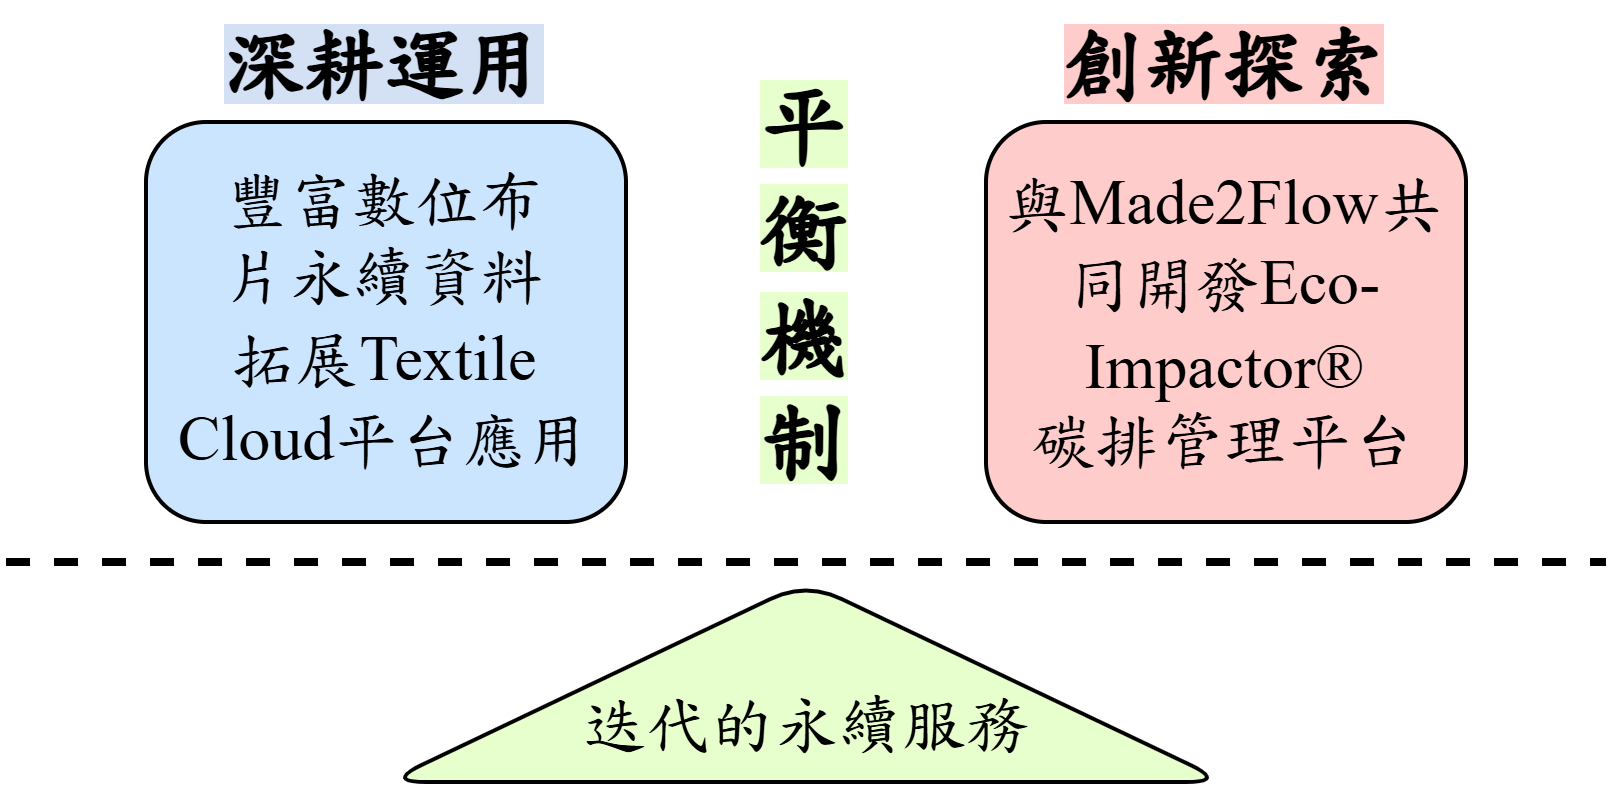 深耕運用
豐富數位布
片永續資料
拓展Textile
Cloud平台應用
平
衡
機
制
創新探索
與Made2Flow共
同開發Eco-
Impactor®
碳排管理平台
迭代的永續服務